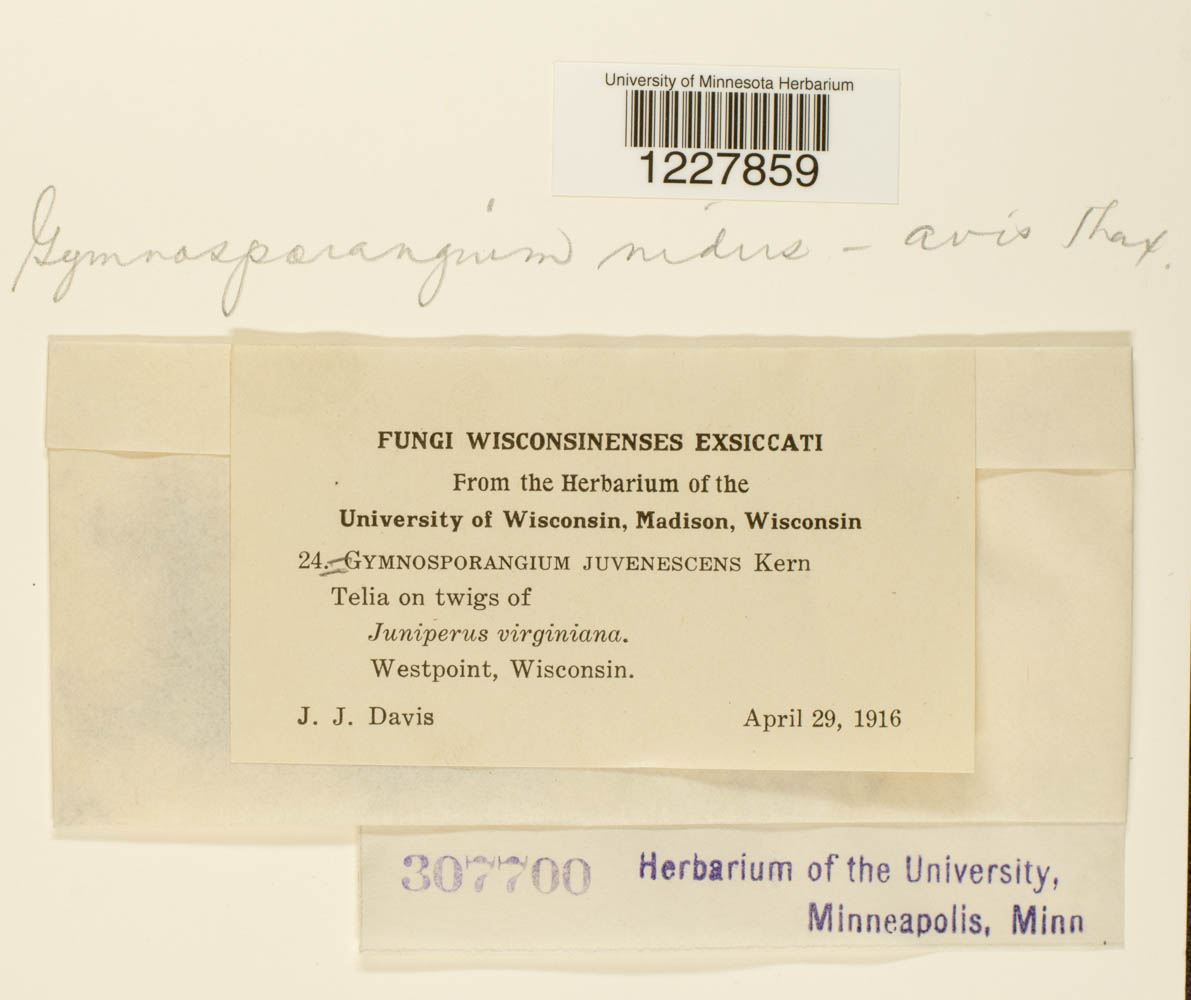 University of Minnesota Herbarium
1227859
Gymnosporangium nidus - avis Thax.
FUNGI WISCONSINENSES EXSICCATI
From the Herbarium of the
University of Wisconsin, Madison, Wisconsin
24. GYMNOSPORANGIUM JUVENESCENS Kern
Telia on twigs of
Juniperus virginiana.
Westpoint, Wisconsin.
J. J. Davis April 29, 1916
307700 Herbarium of the University,
Minneapolis, Minn